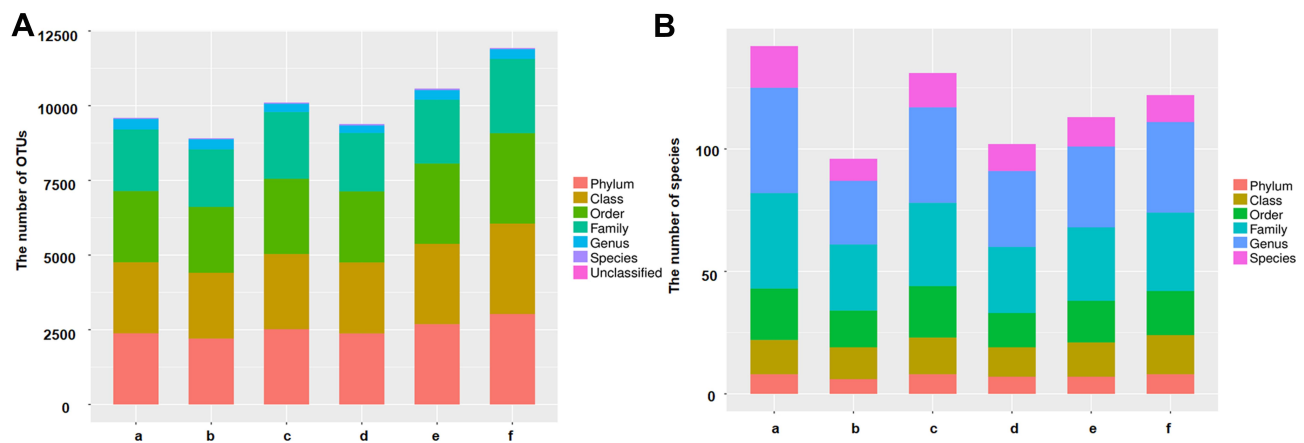 A
The number of OTUs
12500
10000
7500
5000
2500
0
a b c d e f
Phylum
Class
Order
Family
Genus
Species
Unclassified
B
The number of species
100
50
0
a b c d e f
Phylum
Class
Order
Family
Genus
Species